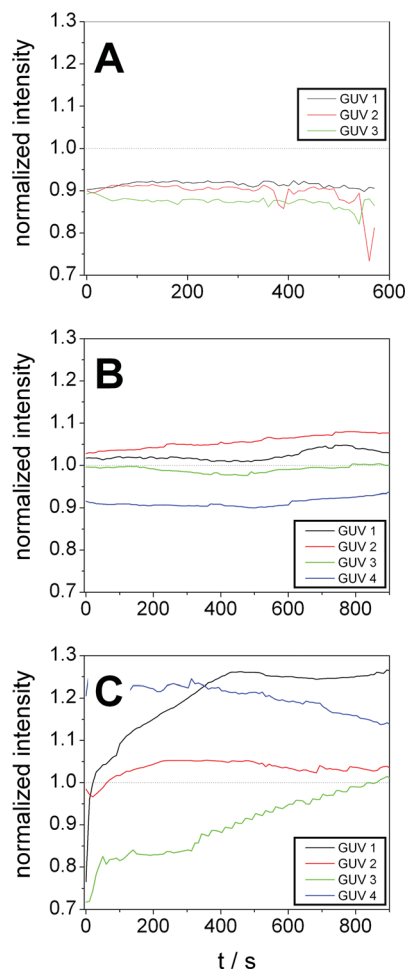 A
normalized intensity
1.3
1.2
1.1
1.0
0.9
0.8
0.7
GUV 1
GUV 2
GUV 3
0 200 400 600
B
normalized intensity
1.3
1.2
1.1
1.0
0.9
0.8
0.7
GUV 1
GUV 2
GUV 3
GUV 4
0 200 400 600 800
C
normalized intensity
1.3
1.2
1.1
1.0
0.9
0.8
0.7
GUV 1
GUV 2
GUV 3
GUV 4
0 200 400 600 800
t / s